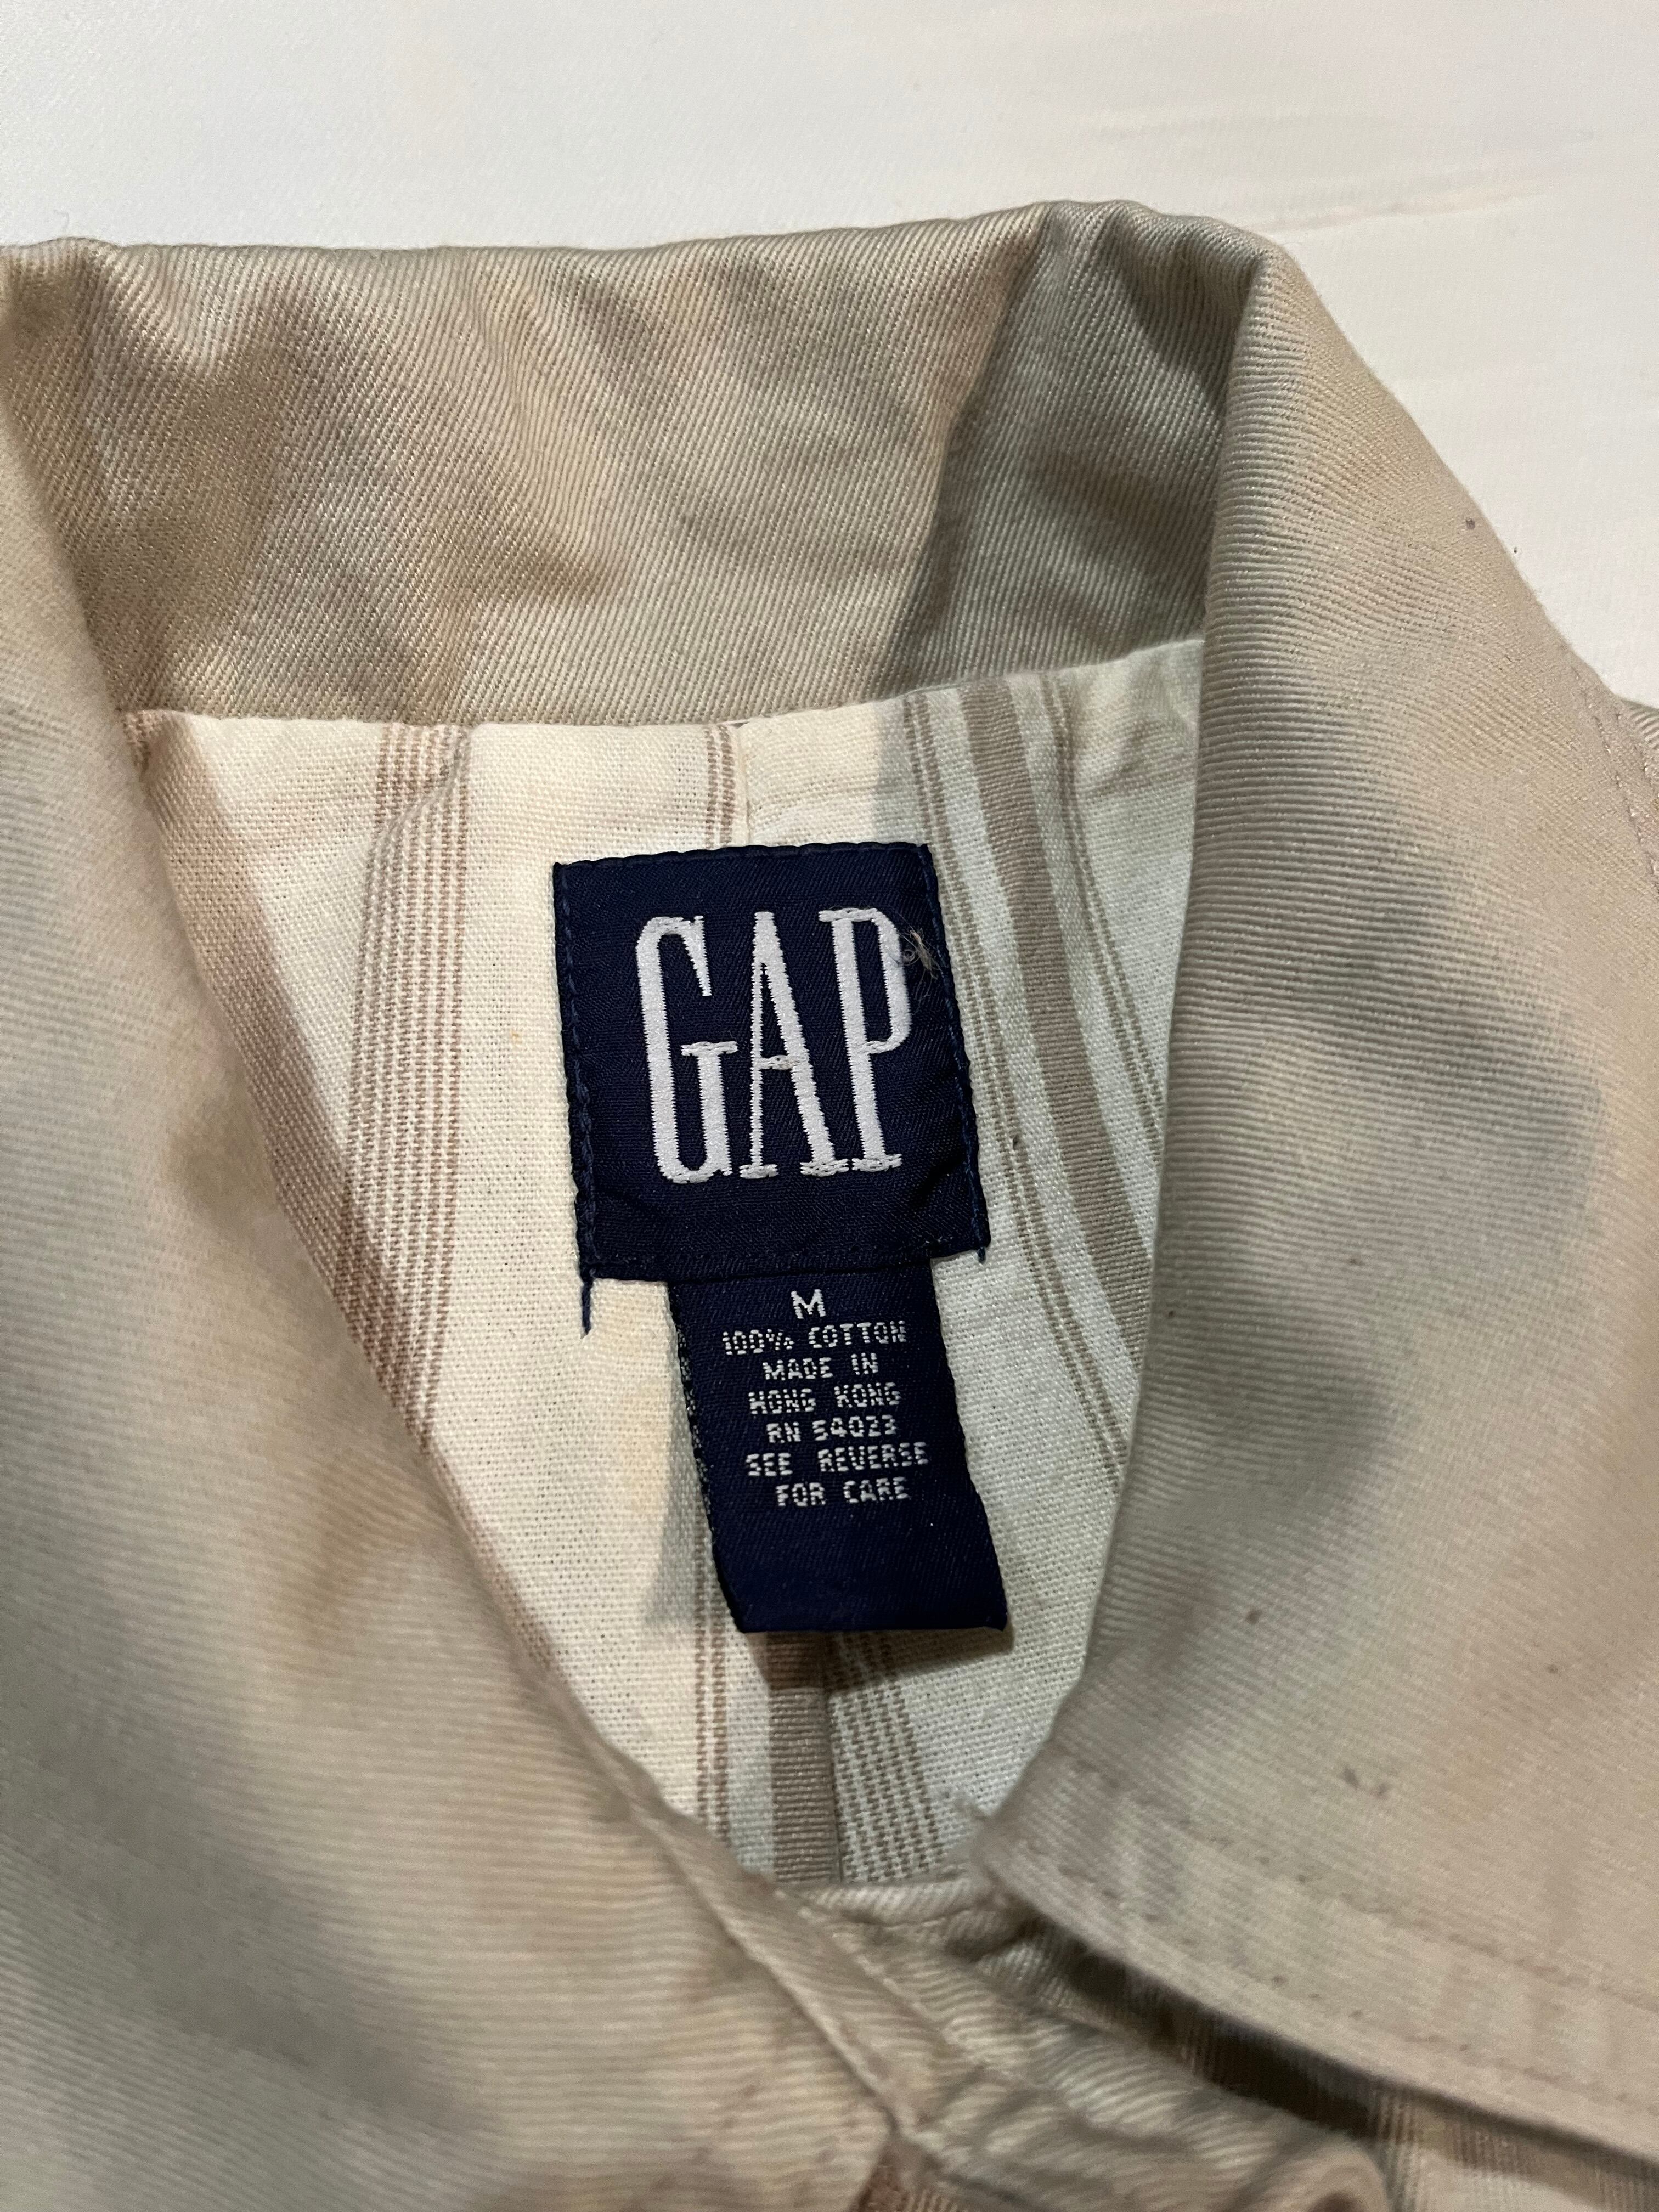 GAP
M
100% COTTON
MADE IN
HONG KONG
RN 54023
SEE REVERSE
FOR CARE